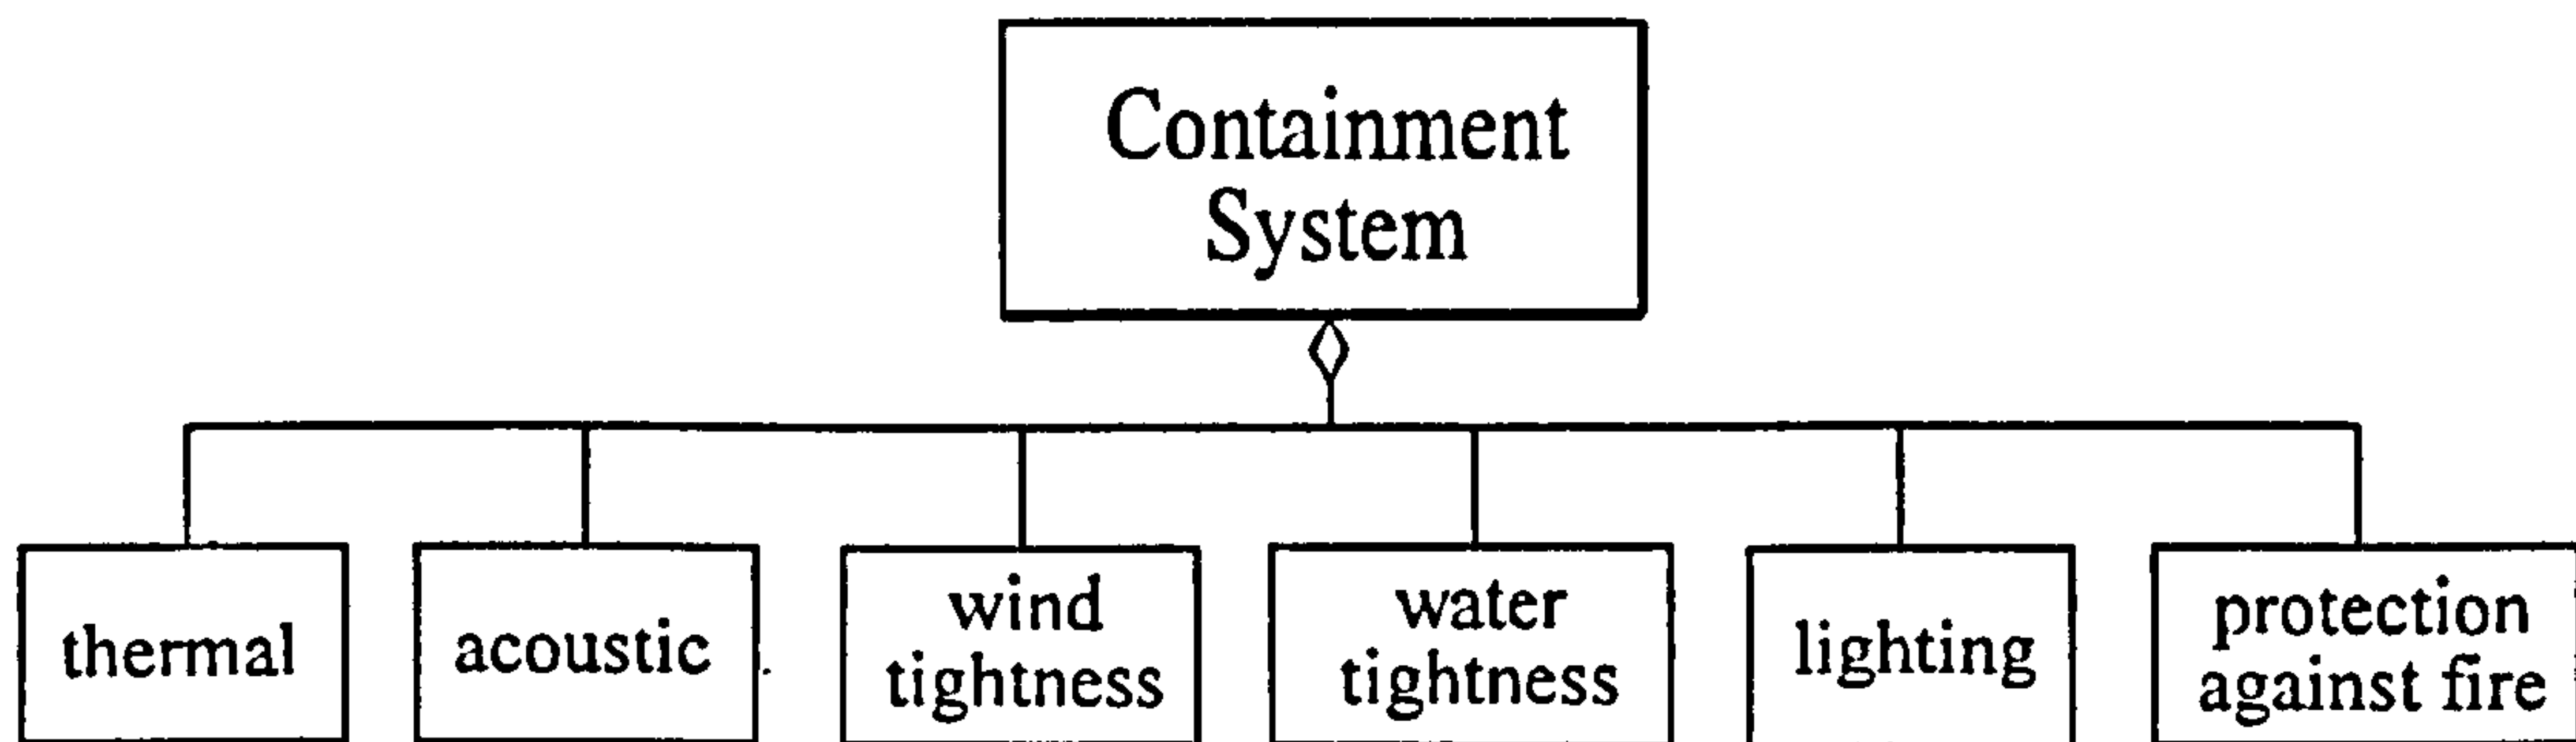 Containment
System
thermal
acoustic
wind
tightness
water
tightness
lighting
protection
against fire